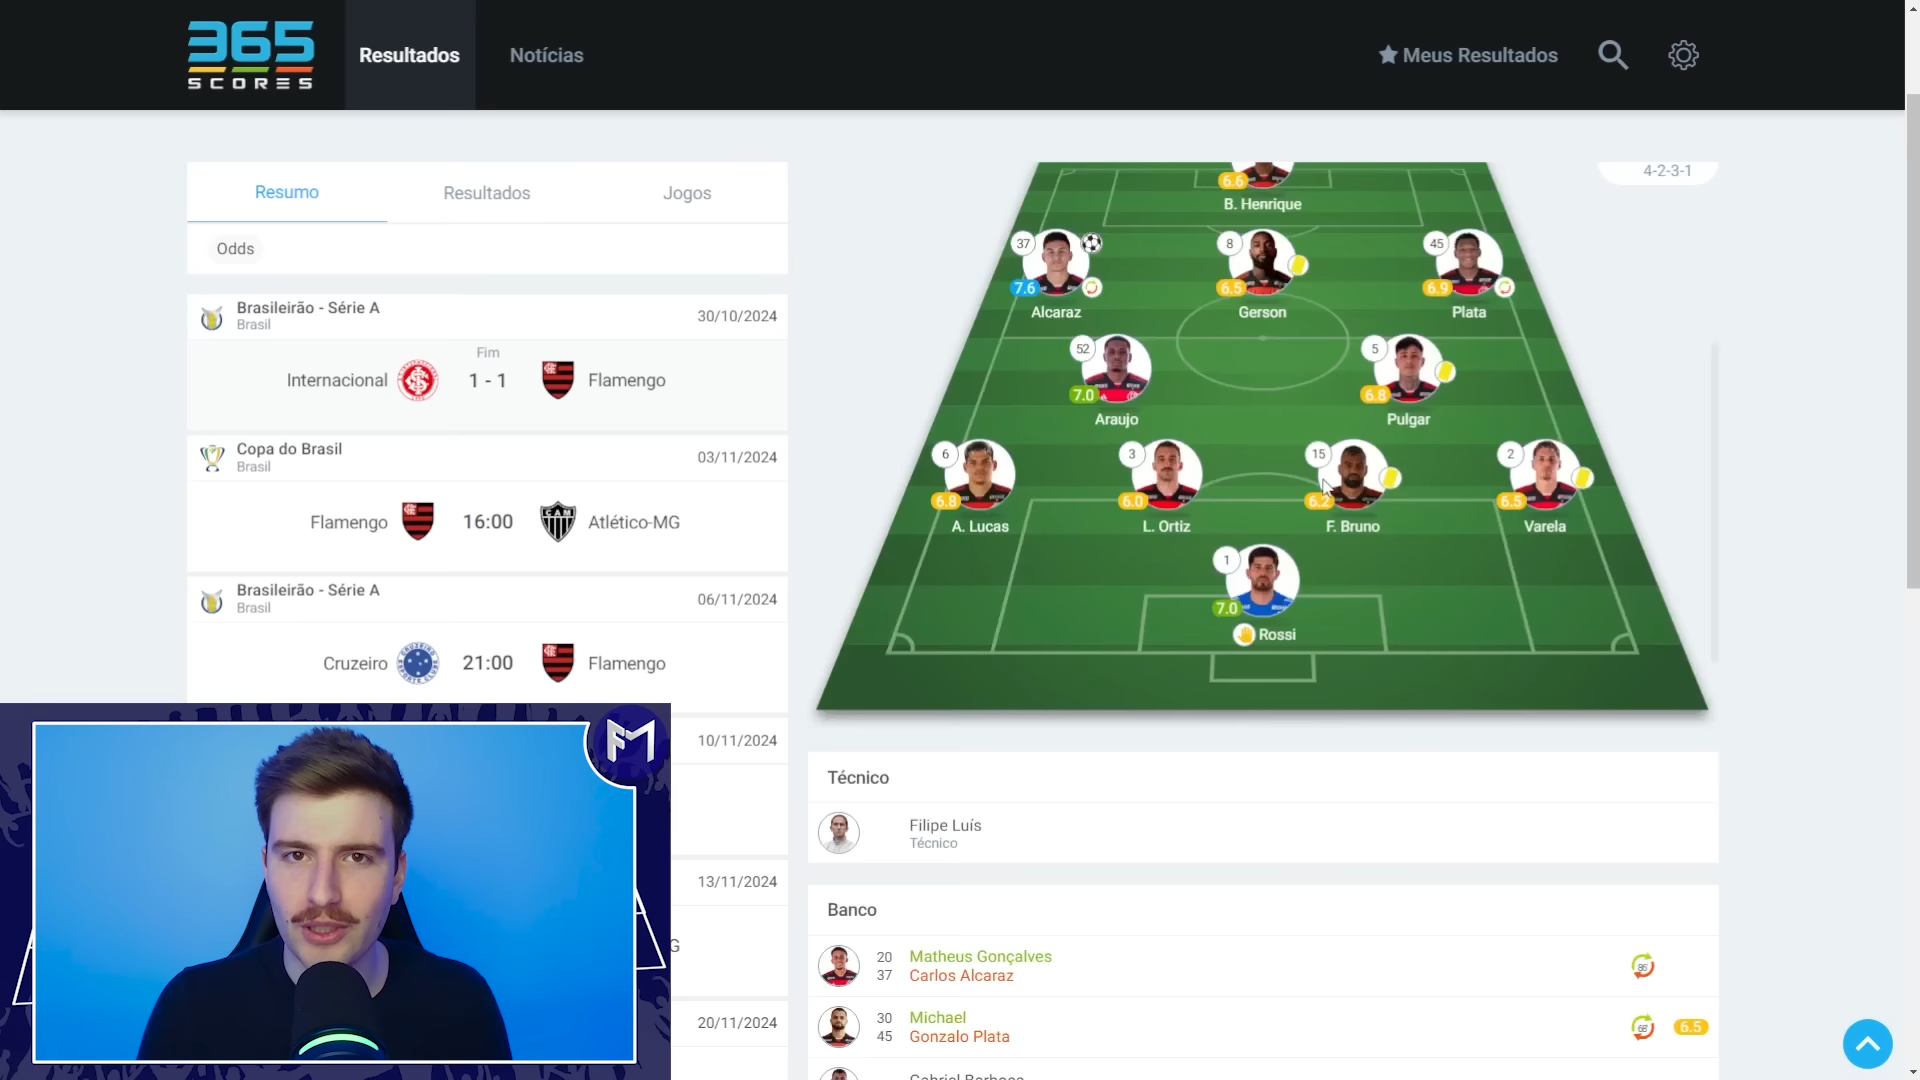 365
SCORES
Resultados
Notícias
Meus Resultados
Resumo
Resultados
Jogos
Odds
Brasileirão - Série A
Brasil
30/10/2024
Internacional
Fim
1 - 1
Flamengo
Copa do Brasil
Brasil
03/11/2024
Flamengo
16:00
Atlético-MG
Brasileirão - Série A
Brasil
06/11/2024
Cruzeiro
21:00
Flamengo
10/11/2024
13/11/2024
G
20/11/2024
4-2-3-1
6.6
B. Henrique
37
7.6
Alcaraz
8
6.5
Gerson
45
6.9
Plata
52
7.0
Araujo
5
6.8
Pulgar
6
6.8
A. Lucas
3
6.0
L. Ortiz
15
6.2
F. Bruno
2
6.5
Varela
1
7.0
Rossi
Técnico
Filipe Luís
Técnico
Banco
20 Matheus Gonçalves
37 Carlos Alcaraz
86'
30 Michael
45 Gonzalo Plata
68'
6.5
Gabriel Barbosa
FM